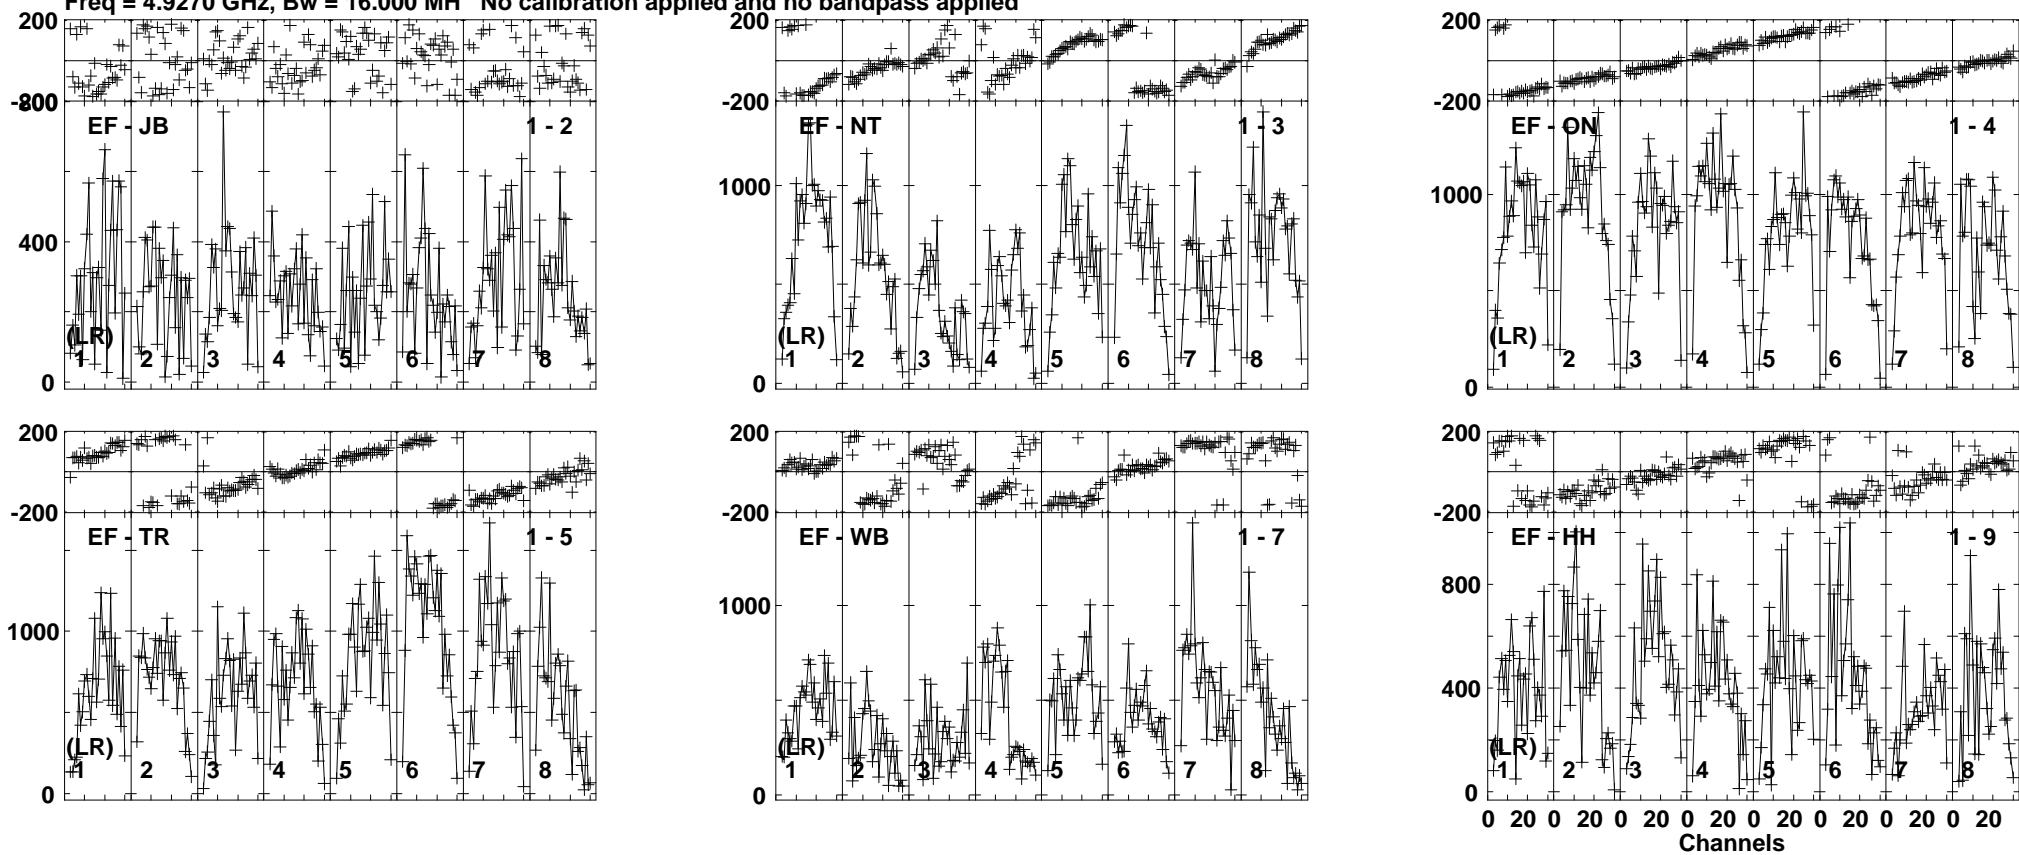 Freq = 4.9270 GHz, Bw = 16.000 MH No calibration applied and no bandpass applied
200
-200
800
EF - JB 1 - 2
400
0
(LR)
1 2 3 4 5 6 7 8
200
-200
EF - NT 1 - 3
1000
0
(LR)
1 2 3 4 5 6 7 8
200
-200
EF - ON 1 - 4
1000
0
(LR)
1 2 3 4 5 6 7 8
200
-200
EF - TR 1 - 5
1000
0
(LR)
1 2 3 4 5 6 7 8
200
-200
EF - WB 1 - 7
1000
0
(LR)
1 2 3 4 5 6 7 8
200
-200
EF - HH 1 - 9
800
400
0
(LR)
1 2 3 4 5 6 7 8
0 20 0 20 0 20 0 20 0 20 0 20 0 20 0 20
Channels